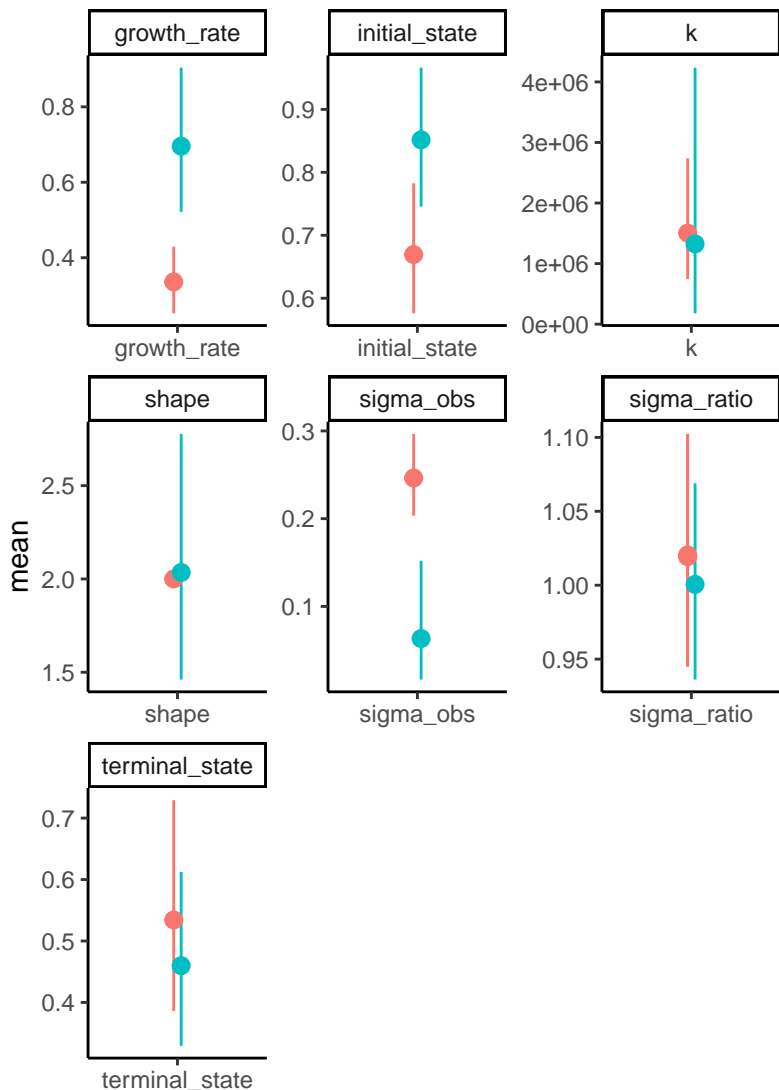 growth_rate
initial_state
k
0.8
0.6
0.4
growth_rate
0.9
0.8
0.7
0.6
initial_state
4e+06
3e+06
2e+06
1e+06
0e+00
k
shape
sigma_obs
sigma_ratio
mean
2.5
2.0
1.5
shape
0.3
0.2
0.1
sigma_obs
1.10
1.05
1.00
0.95
sigma_ratio
terminal_state
0.7
0.6
0.5
0.4
terminal_state